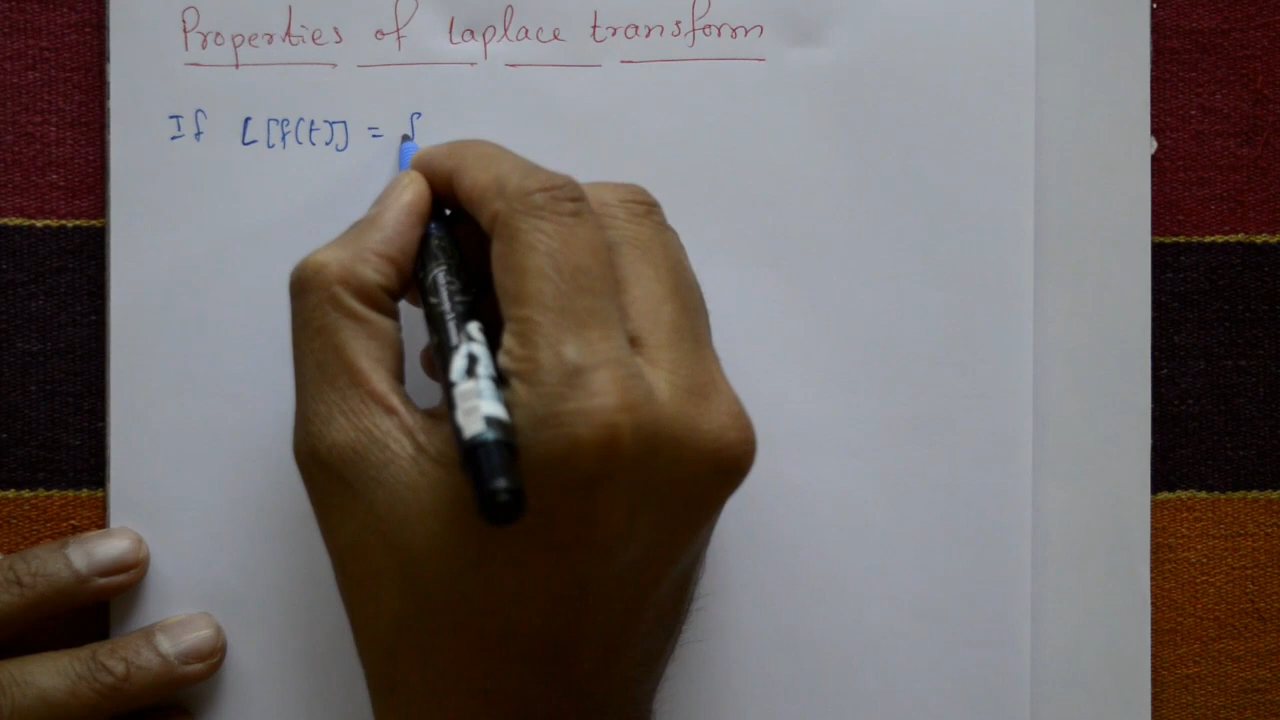 Properties of Laplace transform
If L[f(t)] = f